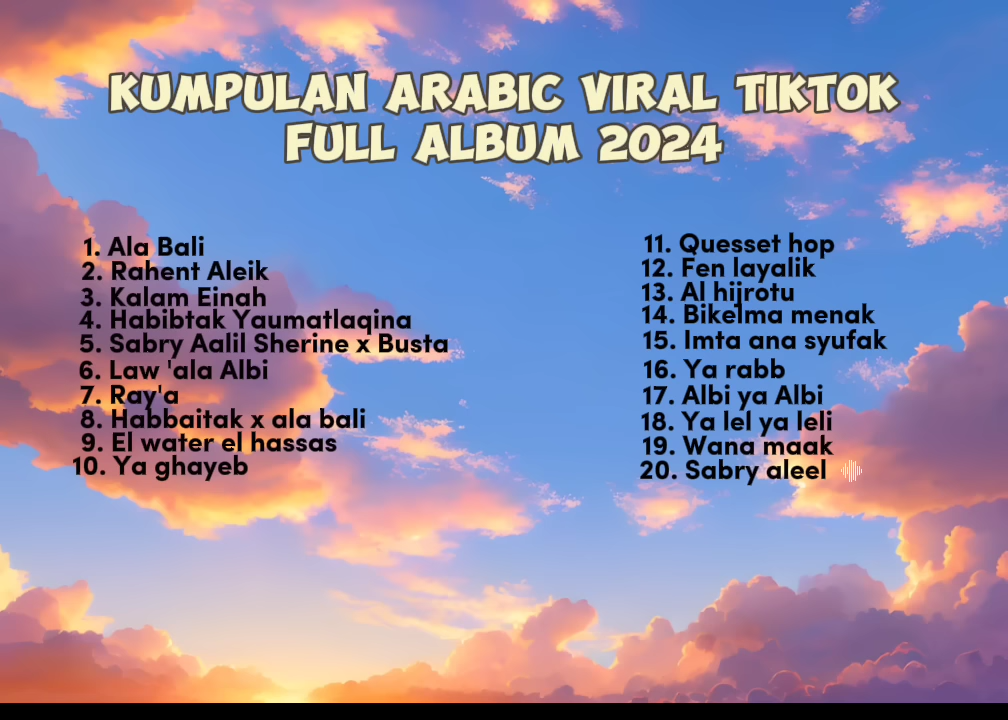 KUMPULAN ARABIC VIRAL TIKTOK
FULL ALBUM 2024
1. Ala Bali
2. Rahent Aleik
3. Kalam Einah
4. Habibtak Yaumatlaqina
5. Sabry Aalil Sherine x Busta
6. Law 'ala Albi
7. Ray'a
8. Habbaitak x ala bali
9. El water el hassas
10. Ya ghayeb
11. Quesset hop
12. Fen layalik
13. Al hijrotu
14. Bikelma menak
15. Imta ana syufak
16. Ya rabb
17. Albi ya Albi
18. Ya lel ya leli
19. Wana maak
20. Sabry aleel